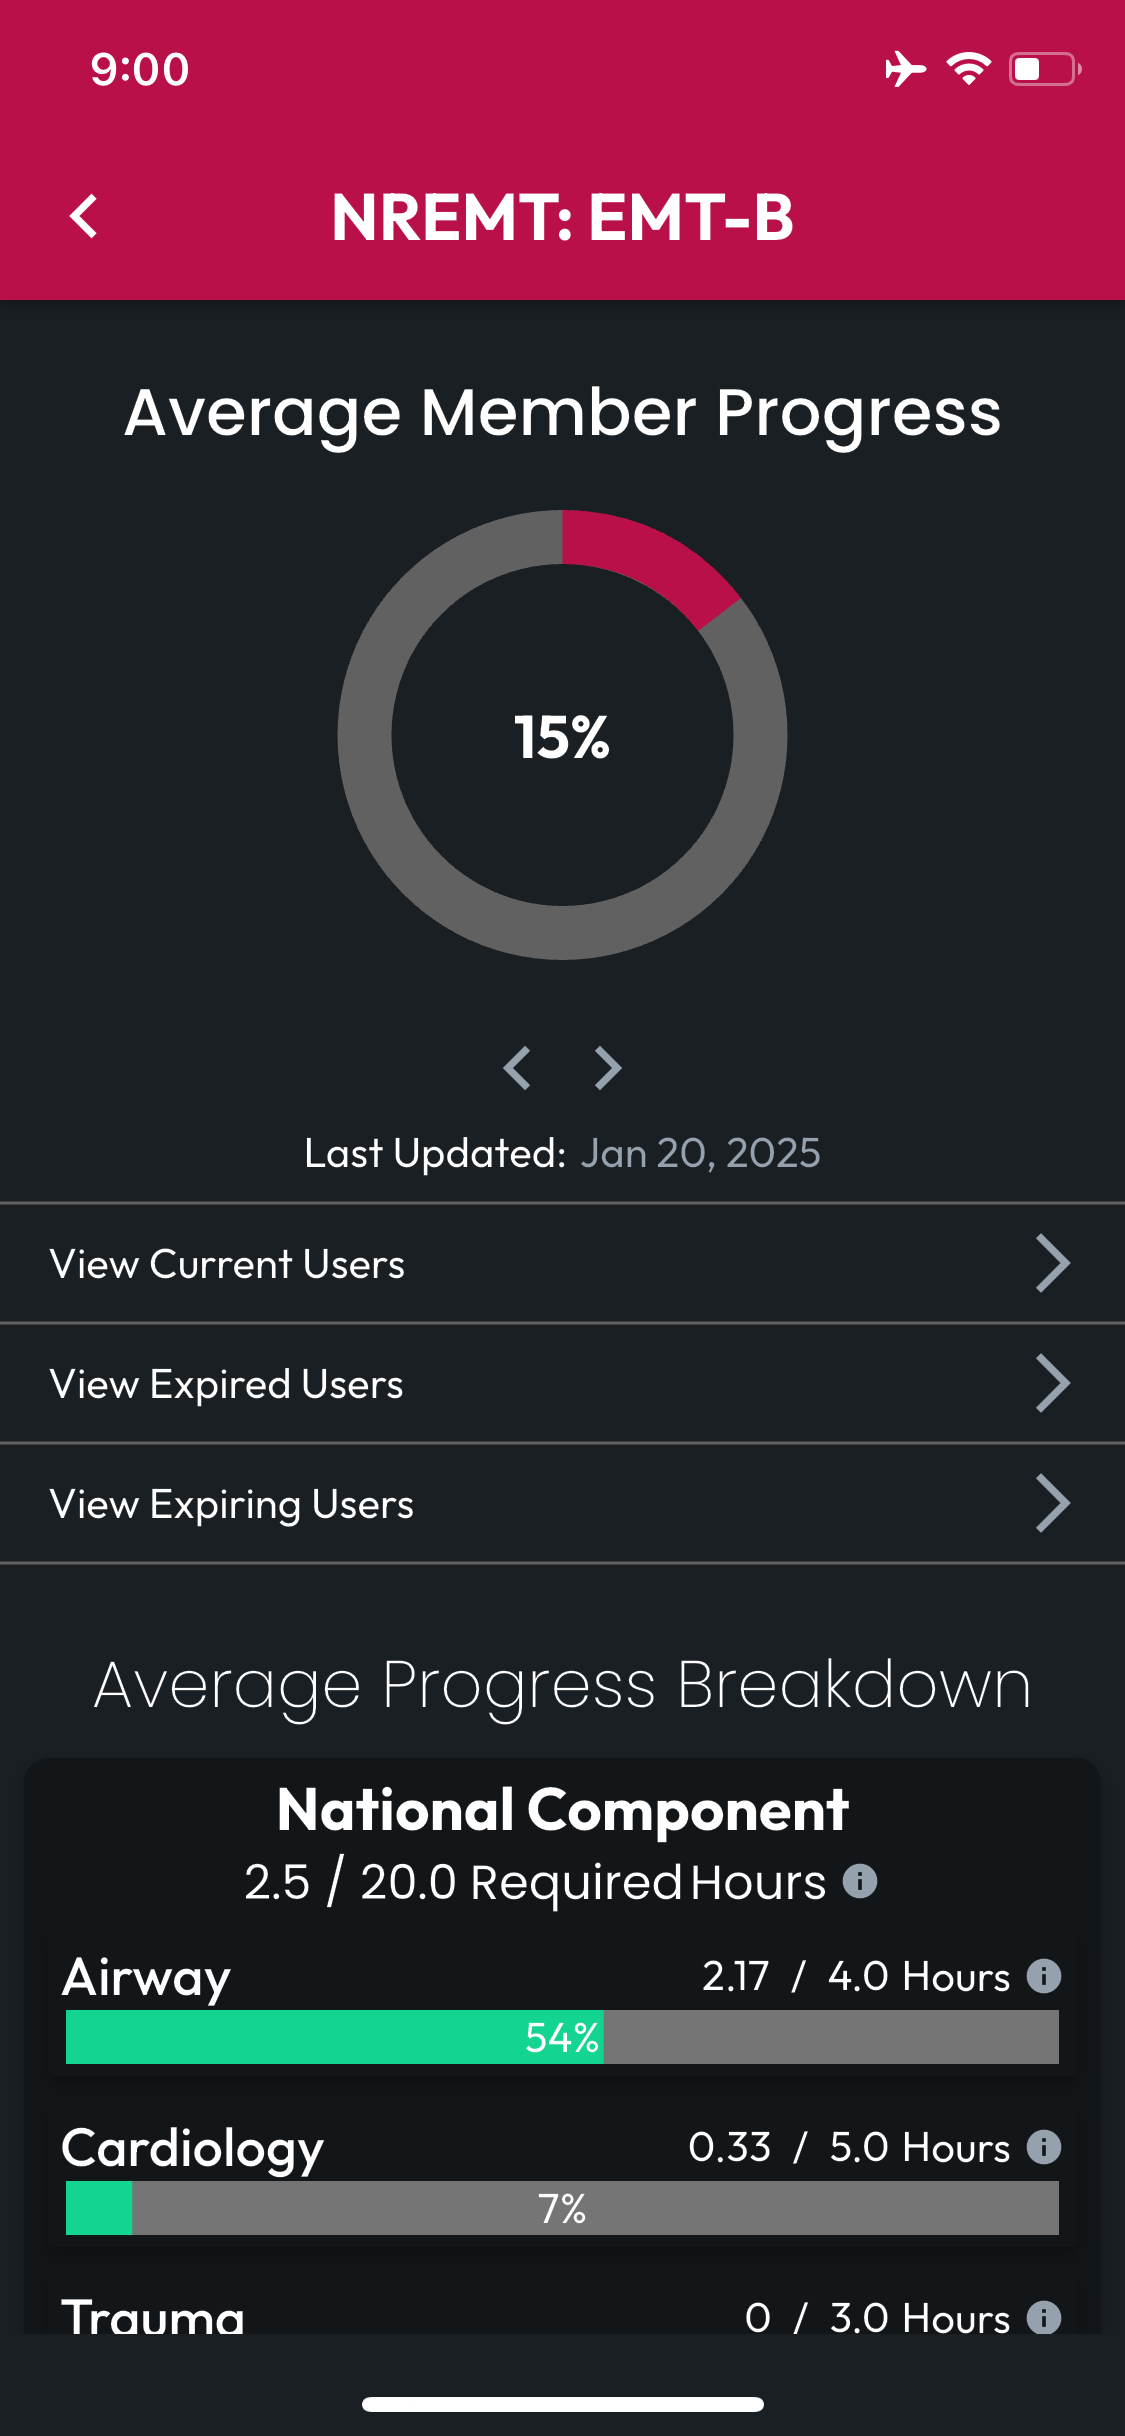 9:00
NREMT: EMT-B
Average Member Progress
15%
Last Updated: Jan 20, 2025
View Current Users
View Expired Users
View Expiring Users
Average Progress Breakdown
National Component
2.5 / 20.0 Required Hours
Airway 2.17 / 4.0 Hours
54%
Cardiology 0.33 / 5.0 Hours
7%
Trauma 0 / 3.0 Hours